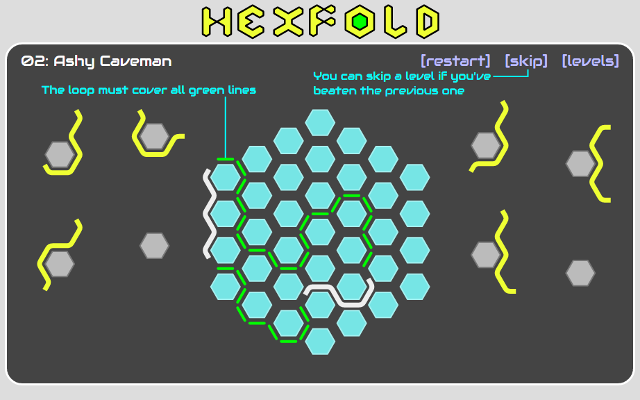 HEXFOLD
02: Ashy Caveman
[restart] [skip] [levels]
You can skip a level if you've
beaten the previous one
The loop must cover all green lines